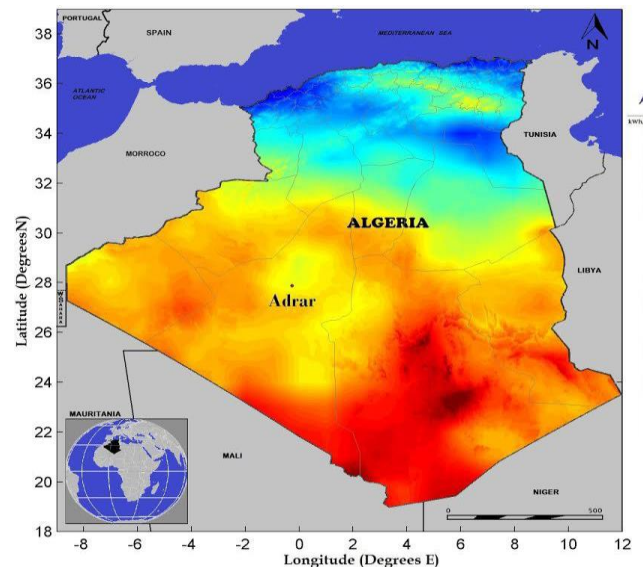 PORTUGAL
SPAIN
MEDITERRANEAN SEA
N
ATLANTIC
OCEAN
MORROCO
TUNISIA
ALGERIA
LIBYA
Adrar
MAURITANIA
MALI
NIGER
0 500
39
38
36
34
32
30
28
26
24
22
20
18
-8 -6 -4 -2 0 2 4 6 8 10 12
Latitude (DegreesN)
Longitude (Degrees E)